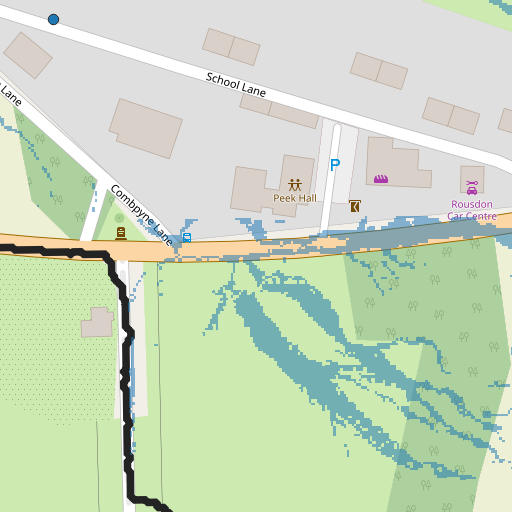 School Lane
Lane
Combpyne Lane
P
Peek Hall
Rousdon
Car Centre